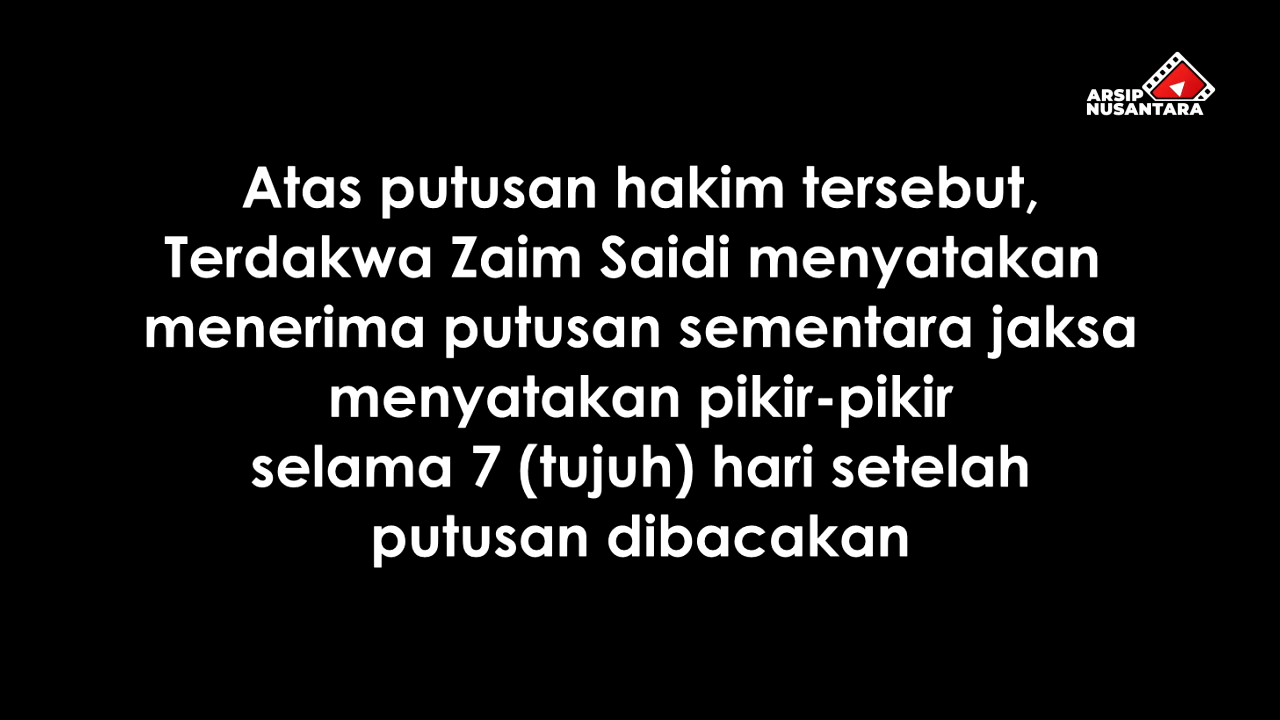 ARSIP
NUSANTARA
Atas putusan hakim tersebut,
Terdakwa Zaim Saidi menyatakan
menerima putusan sementara jaksa
menyatakan pikir-pikir
selama 7 (tujuh) hari setelah
putusan dibacakan